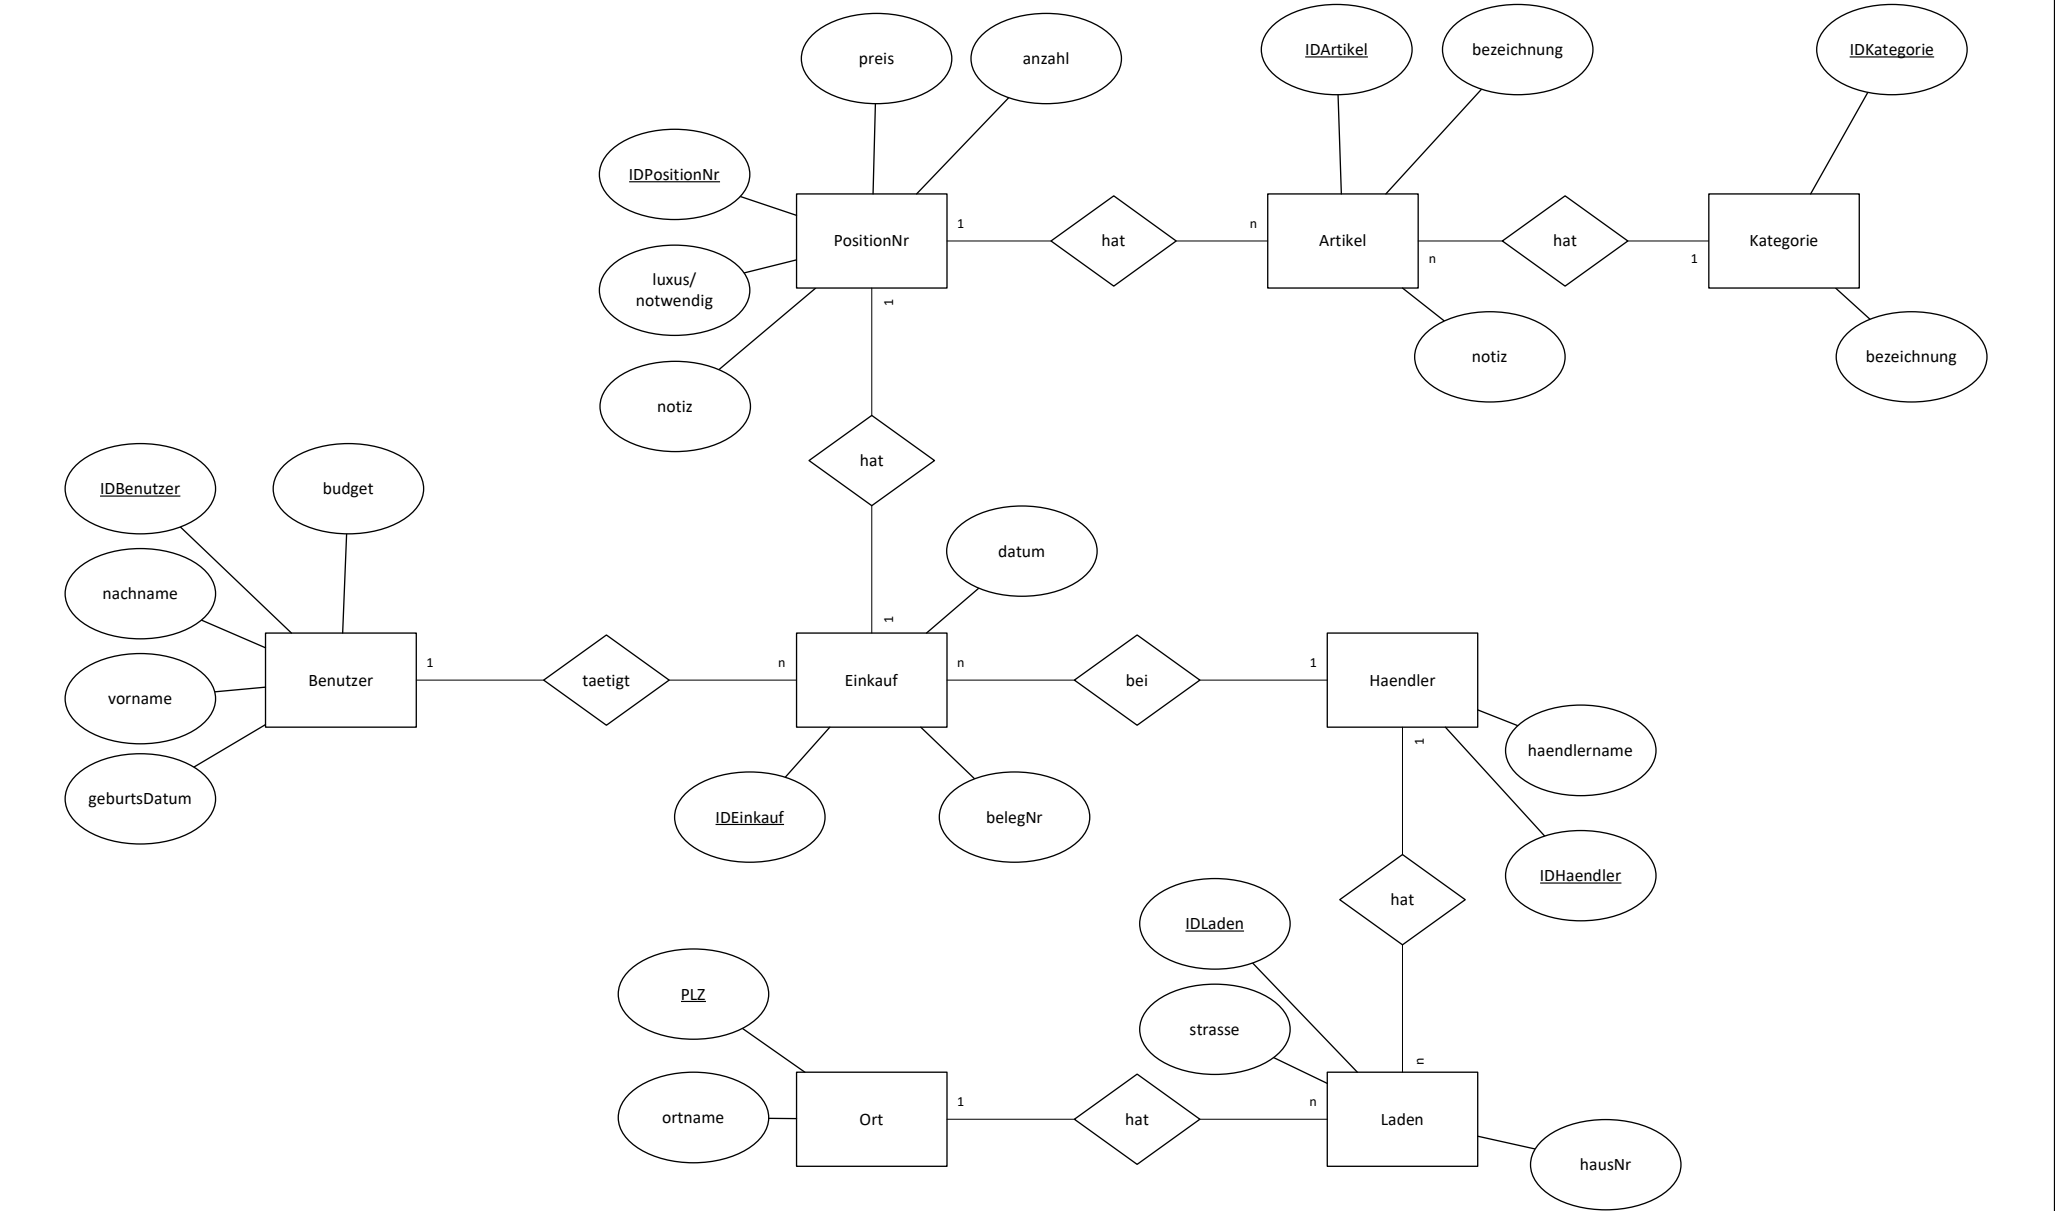 preis
anzahl
IDArtikel
bezeichnung
IDKategorie
IDPositionNr
PositionNr
1
hat
n
Artikel
n
hat
1
Kategorie
luxus/
notwendig
1
notiz
bezeichnung
notiz
hat
IDBenutzer
budget
datum
nachname
1
Benutzer
1
taetigt
n
Einkauf
n
bei
1
Haendler
vorname
1
haendlername
geburtsDatum
IDEinkauf
belegNr
IDHaendler
hat
IDLaden
PLZ
strasse
n
ortname
Ort
1
hat
n
Laden
hausNr